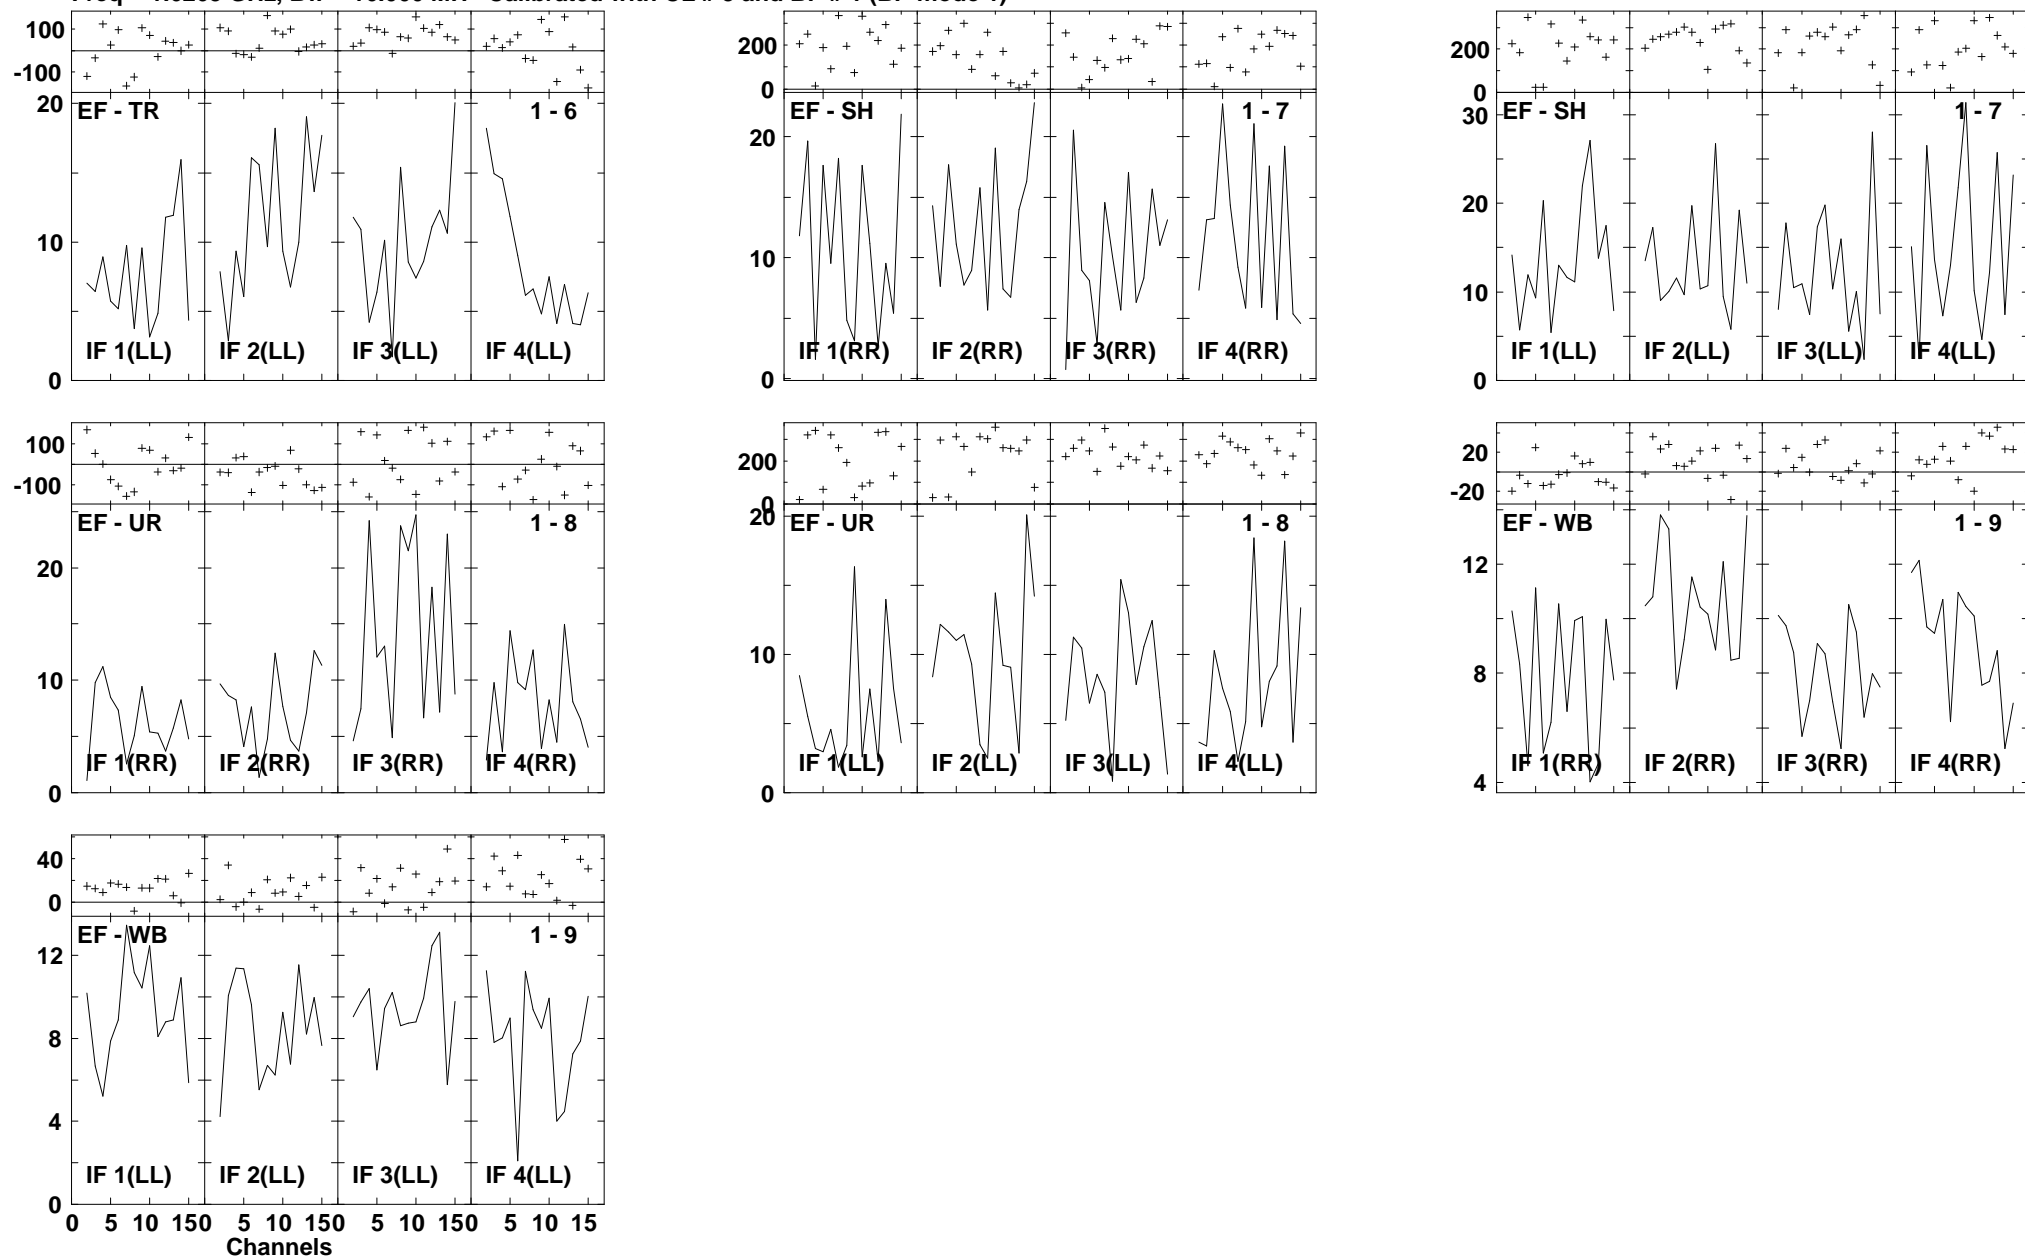 100
-100
20
10
0
EF - TR
1 - 6
IF 1(LL)
IF 2(LL)
IF 3(LL)
IF 4(LL)
200
0
20
10
0
EF - SH
1 - 7
IF 1(RR)
IF 2(RR)
IF 3(RR)
IF 4(RR)
200
0
30
20
10
0
EF - SH
1 - 7
IF 1(LL)
IF 2(LL)
IF 3(LL)
IF 4(LL)
100
-100
20
10
0
EF - UR
1 - 8
IF 1(RR)
IF 2(RR)
IF 3(RR)
IF 4(RR)
200
0
20
10
0
EF - UR
1 - 8
IF 1(LL)
IF 2(LL)
IF 3(LL)
IF 4(LL)
20
-20
12
8
4
EF - WB
1 - 9
IF 1(RR)
IF 2(RR)
IF 3(RR)
IF 4(RR)
40
0
12
8
4
0
EF - WB
1 - 9
IF 1(LL)
IF 2(LL)
IF 3(LL)
IF 4(LL)
0 5 10 150 5 10 150 5 10 150 5 10 15
Channels